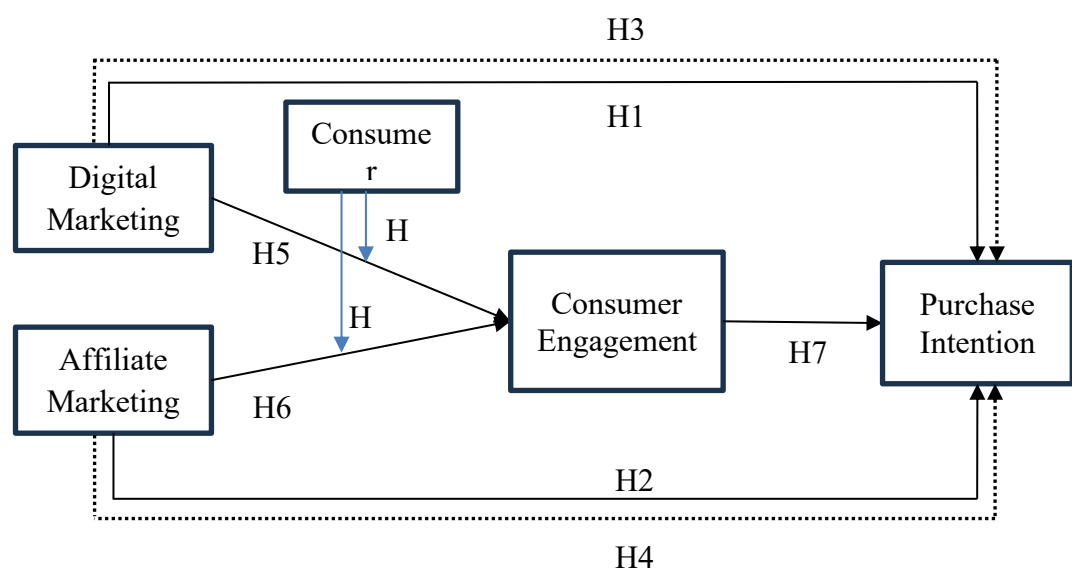 H3
H1
Consume
r
Digital
Marketing
H
H5
H
Consumer
Engagement
Purchase
Intention
H7
Affiliate
Marketing
H6
H2
H4